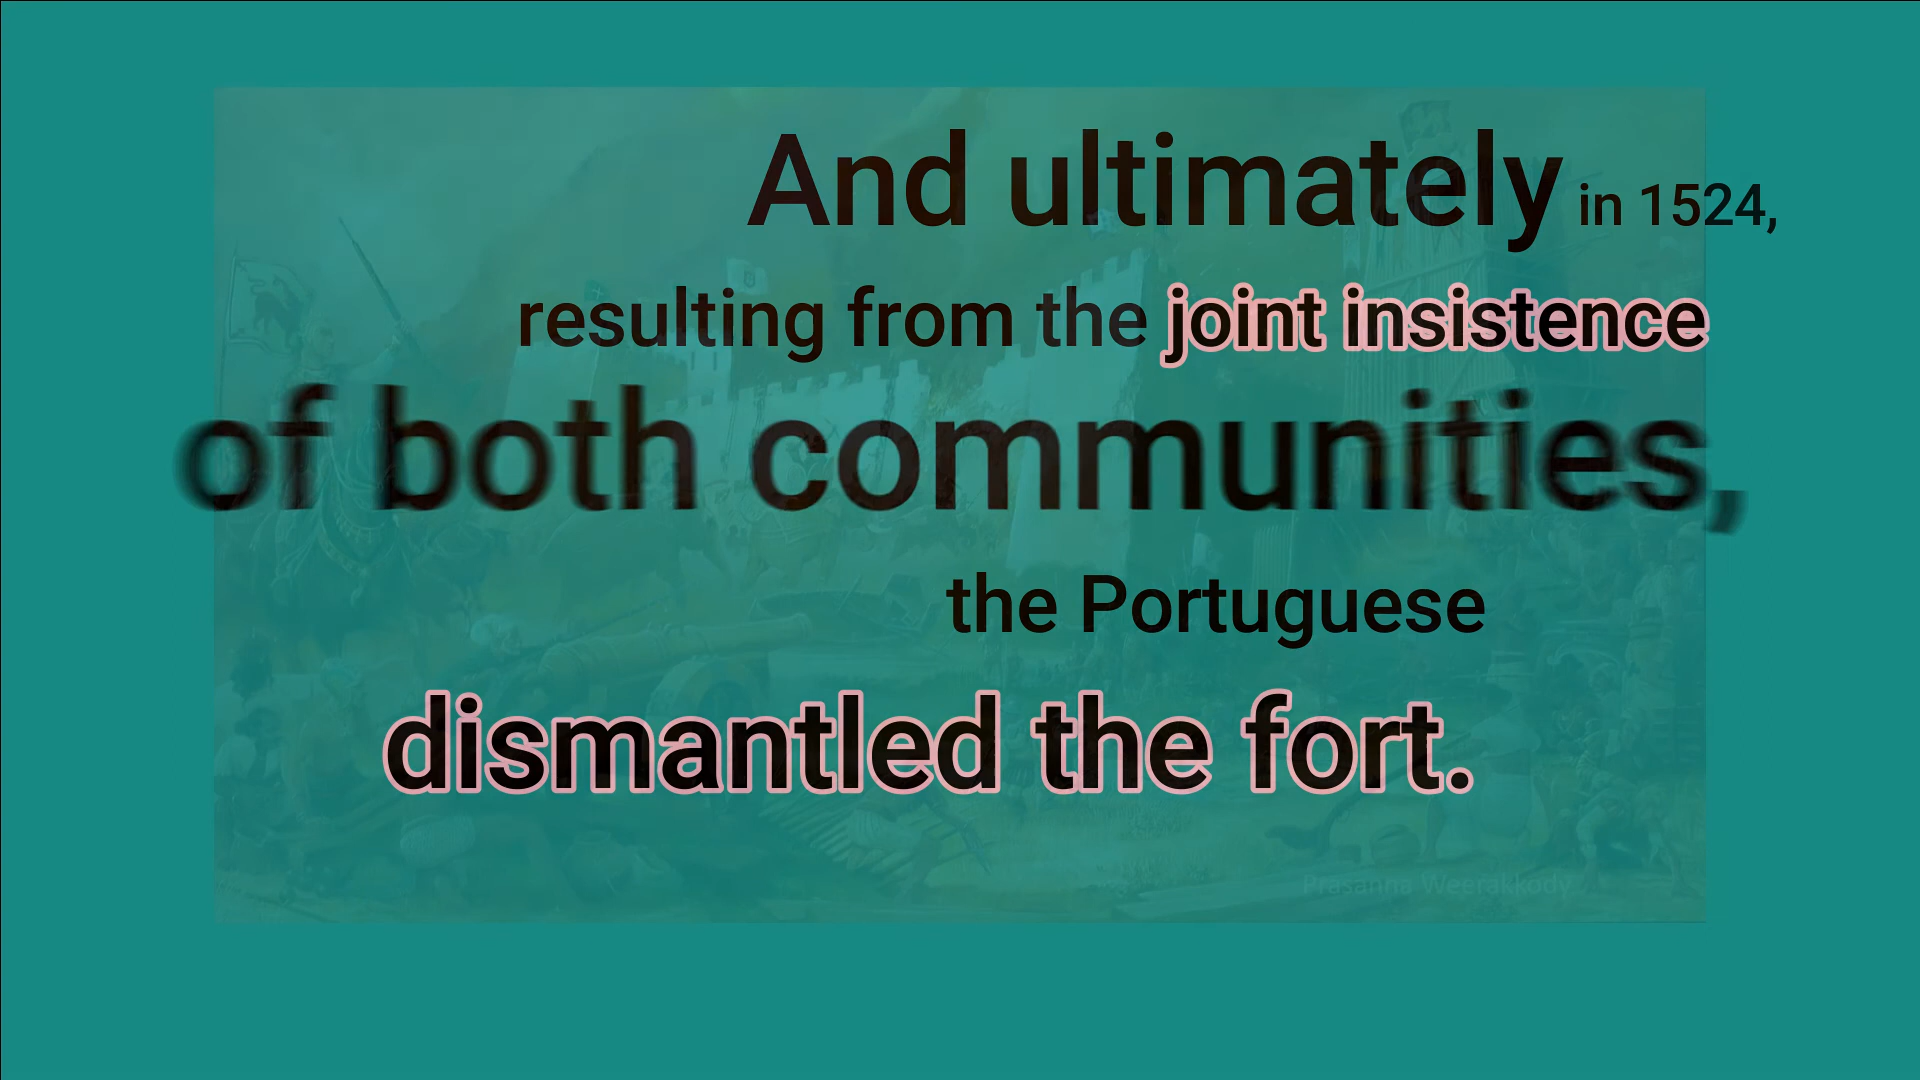 And ultimately in 1524,
resulting from the joint insistence
of both communities,
the Portuguese
dismantled the fort.
Prasanna Weerakkody